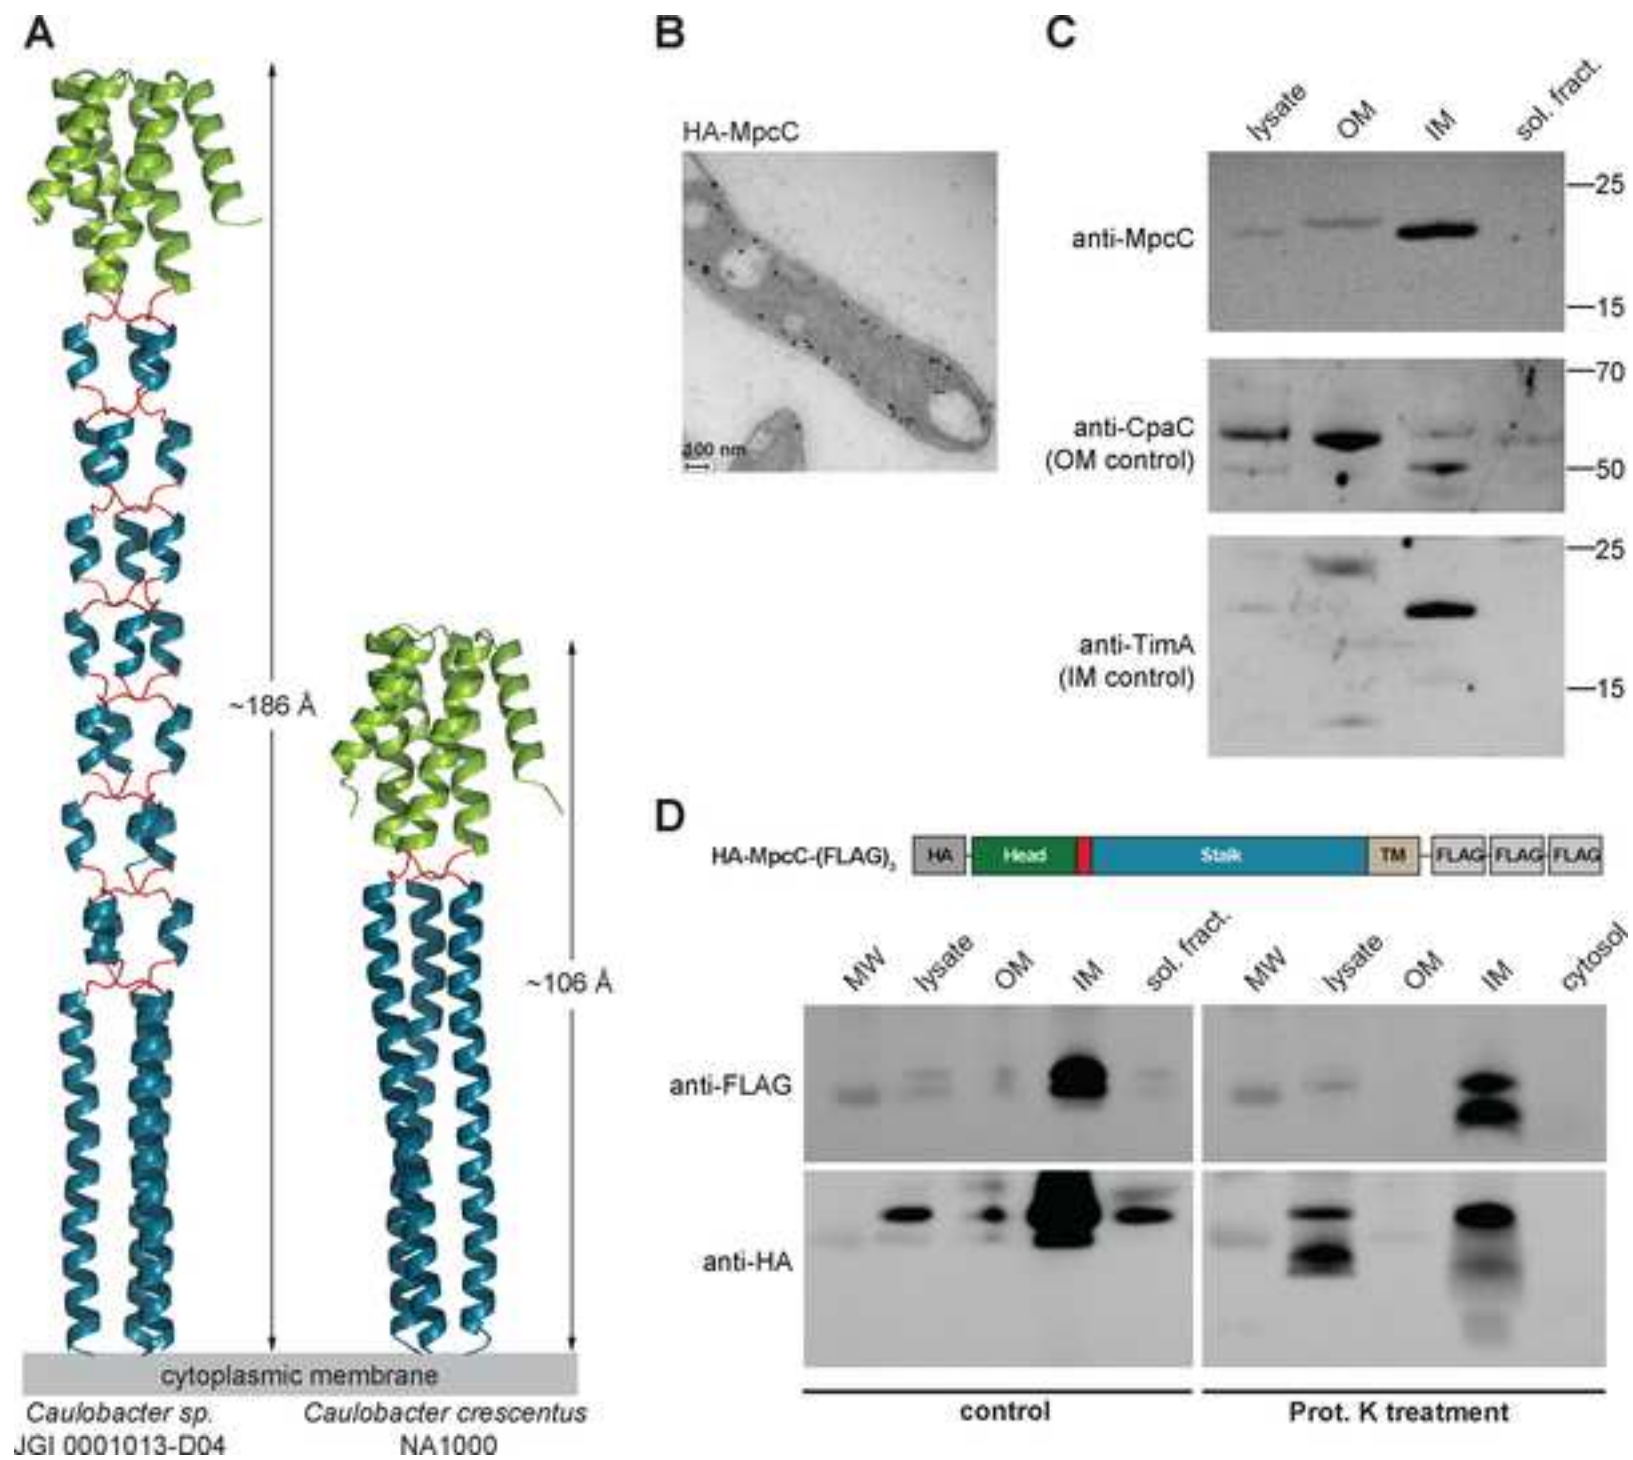 A
~186 Å
~106 Å
cytoplasmic membrane
Caulobacter sp.
JGI 0001013-D04
Caulobacter crescentus
NA1000
B
HA-MpcC
100 nm
C
lysate
OM
IM
sol. fract.
anti-MpcC
25
15
anti-CpaC
(OM control)
70
50
anti-TimA
(IM control)
25
15
D
HA-MpcC-(FLAG)₃
HA
Head
Stalk
TM
FLAG
FLAG
FLAG
MW
lysate
OM
IM
sol. fract.
MW
lysate
OM
IM
cytosol
anti-FLAG
anti-HA
control
Prot. K treatment